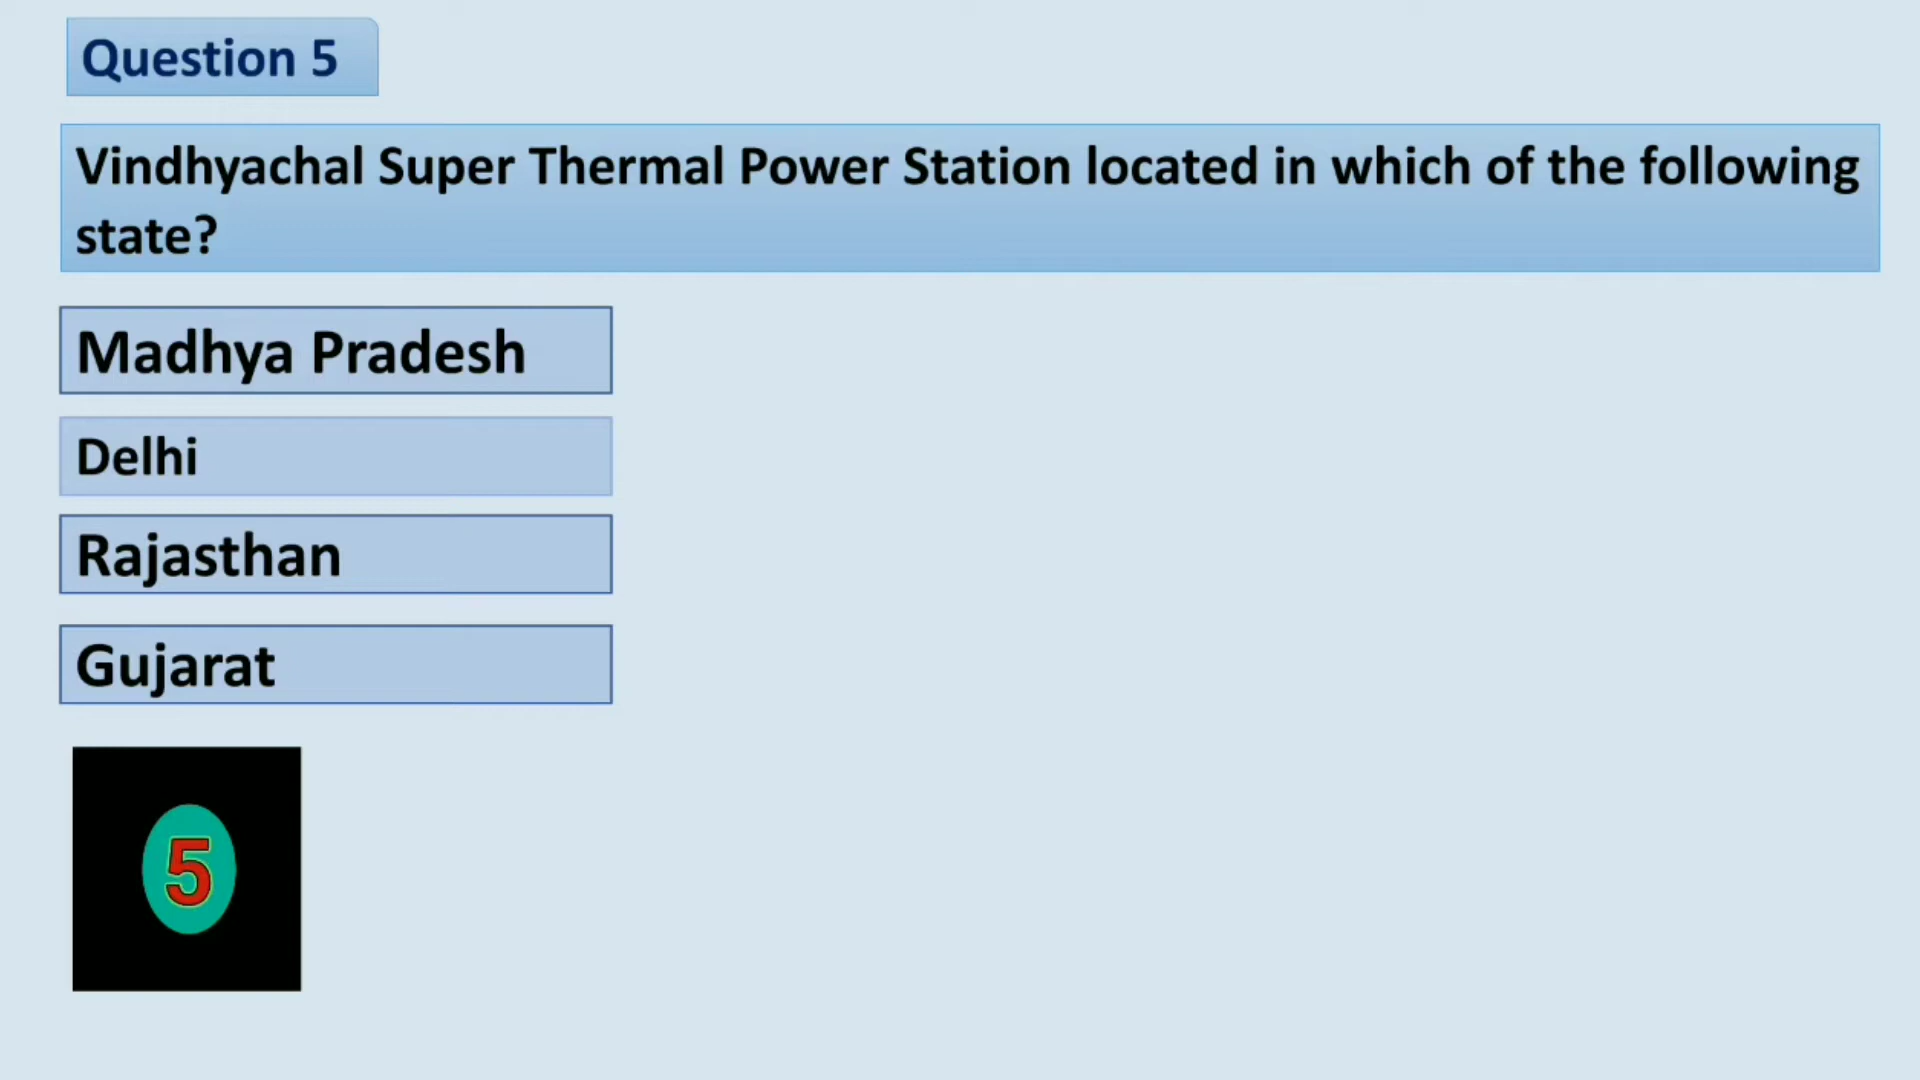 Question 5
Vindhyachal Super Thermal Power Station located in which of the following
state?
Madhya Pradesh
Delhi
Rajasthan
Gujarat
5